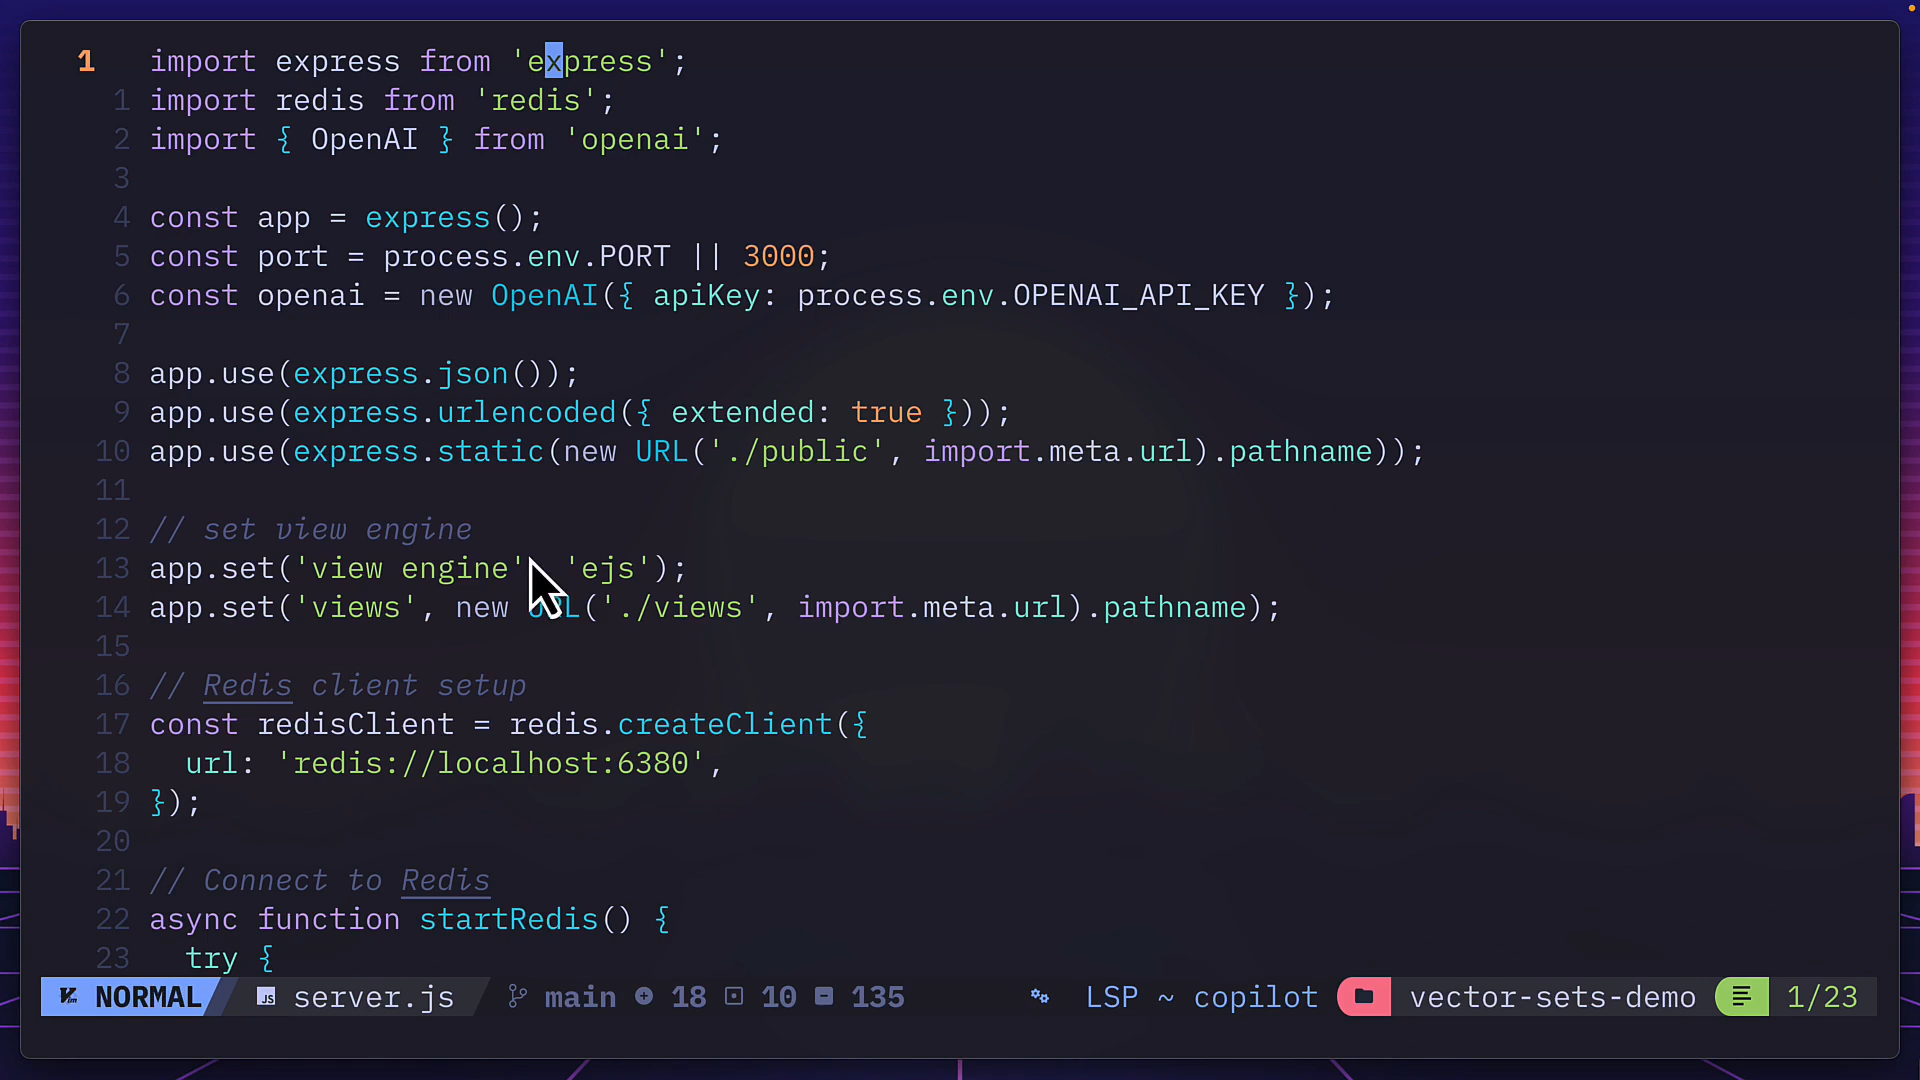 1 import express from 'express';
1 import redis from 'redis';
2 import { OpenAI } from 'openai';
3
4 const app = express();
5 const port = process.env.PORT || 3000;
6 const openai = new OpenAI({ apiKey: process.env.OPENAI_API_KEY });
7
8 app.use(express.json());
9 app.use(express.urlencoded({ extended: true }));
10 app.use(express.static(new URL('./public', import.meta.url).pathname));
11
12 // set view engine
13 app.set('view engine' 'ejs');
14 app.set('views', new URL('./views', import.meta.url).pathname);
15
16 // Redis client setup
17 const redisClient = redis.createClient({
18   url: 'redis://localhost:6380',
19 });
20
21 // Connect to Redis
22 async function startRedis() {
23   try {
NORMAL server.js main 18 10 135 LSP ~ copilot vector-sets-demo 1/23